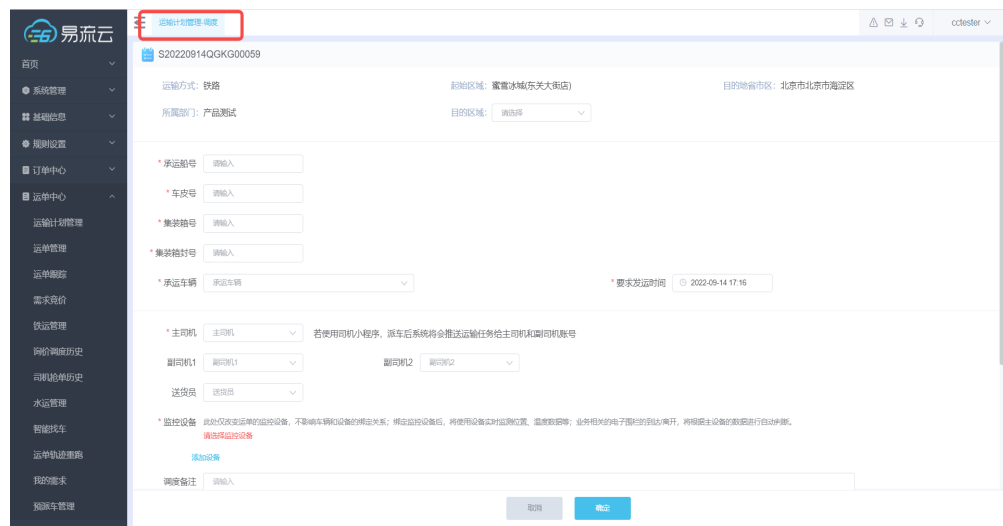 易流云
运输计划管理-调度
cctester
首页
系统管理
基础信息
规则设置
订单中心
运单中心
运输计划管理
运单管理
运单跟踪
需求竞价
铁运管理
询价调度历史
司机抢单历史
水运管理
智能找车
运单轨迹重跑
我的需求
预派车管理
S20220914QGKG00059
运输方式: 铁路
起始区域: 蜜雪冰城(东关大街店)
目的地省市区: 北京市北京市海淀区
所属部门: 产品测试
目的区域: 请选择
* 承运船号 请输入
* 车皮号 请输入
* 集装箱号 请输入
* 集装箱封号 请输入
* 承运车辆 承运车辆
* 要求发运时间 2022-09-14 17:16
* 主司机 主司机 若使用司机小程序，派车后系统将会推送运输任务给主司机和副司机账号
副司机1 副司机1
副司机2 副司机2
送货员 送货员
* 监控设备 此处仅改变运单的监控设备，不影响车辆和设备的绑定关系；绑定监控设备后，将使用设备实时监测位置、温度数据等；业务相关的电子围栏的到达/离开，将根据主设备的数据进行自动判断。
请选择监控设备
添加设备
调度备注 请输入
取消
确定